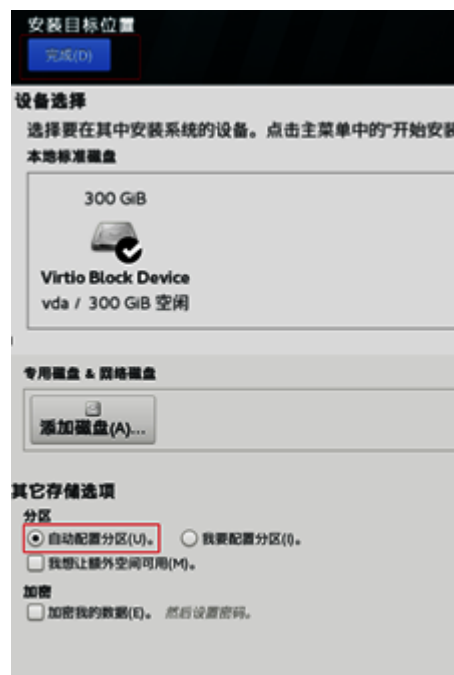 安装目标位置
完成(D)
设备选择
选择要在其中安装系统的设备。点击主菜单中的"开始安装
本地标准磁盘
300 GiB
Virtio Block Device
vda / 300 GiB 空闲
专用磁盘 & 网络磁盘
添加磁盘(A)...
其它存储选项
分区
自动配置分区(U)。 我要配置分区(I)。
我想让额外空间可用(M)。
加密
加密我的数据(E)。 然后设置密码。